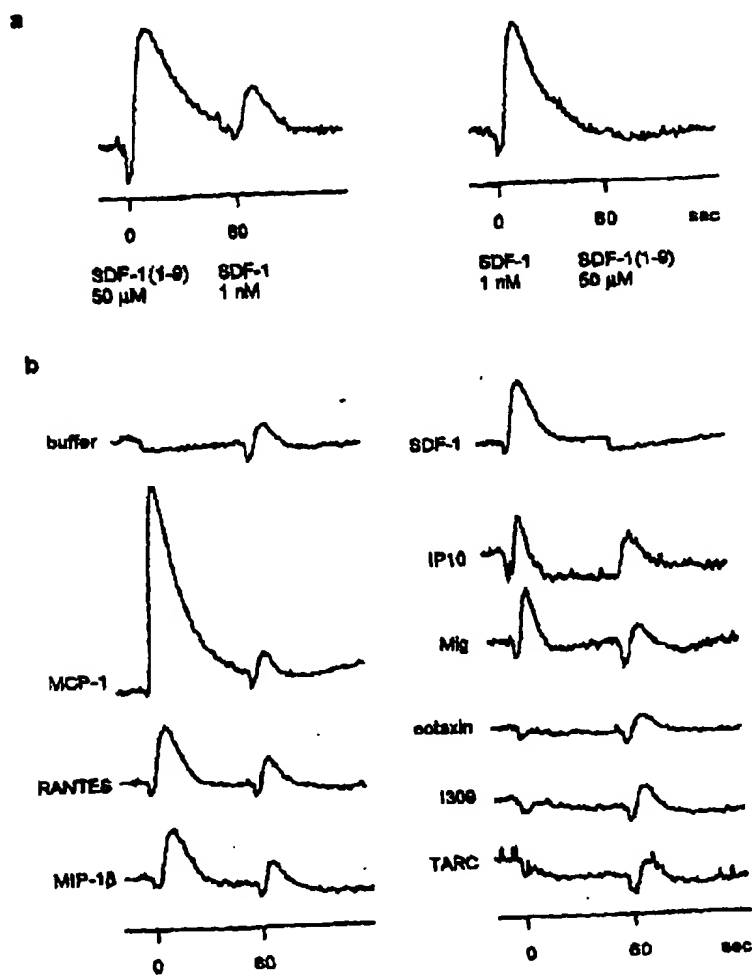 a
0 60
SDF-1(1-9) SDF-1
50 µM 1 nM
0 60 sec
SDF-1 SDF-1(1-9)
1 nM 50 µM
b
buffer
MCP-1
RANTES
MIP-1β
0 60
SDF-1
IP10
Mig
eotaxin
I309
TARC
0 60 sec